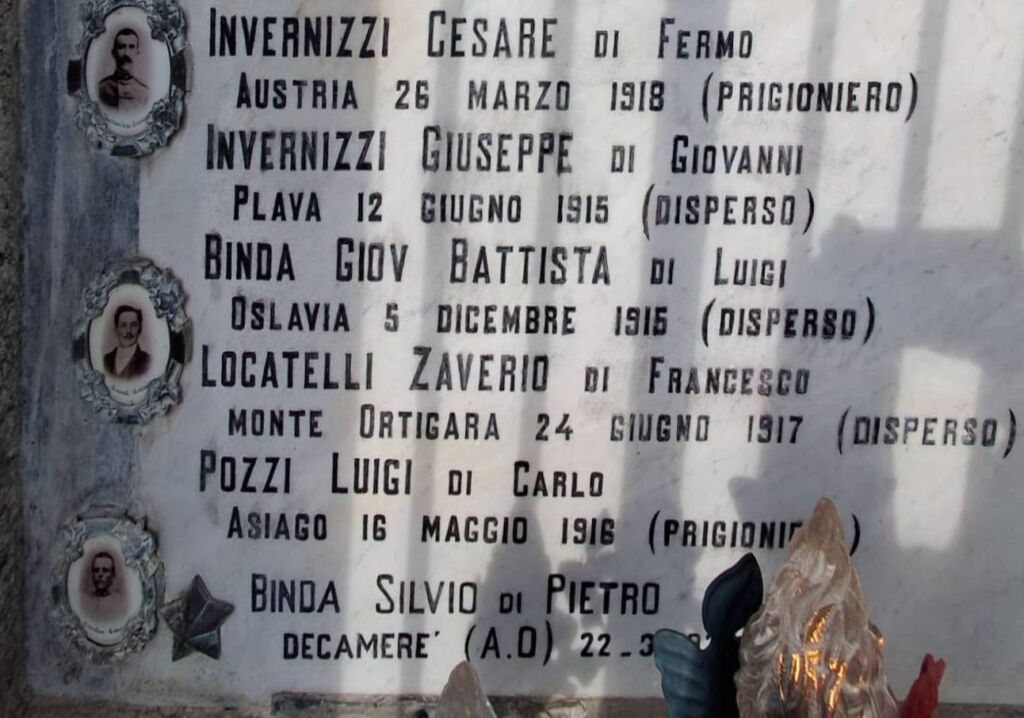 INVERNIZZI CESARE DI FERMO
AUSTRIA 26 MARZO 1918 (PRIGIONIERO)
INVERNIZZI GIUSEPPE DI GIOVANNI
PLAVA 12 GIUGNO 1915 (DISPERSO)
BINDA GIOV BATTISTA DI LUIGI
OSLAVIA 5 DICEMBRE 1915 (DISPERSO)
LOCATELLI ZAVERIO DI FRANCESCO
MONTE ORTIGARA 24 GIUGNO 1917 (DISPERSO)
POZZI LUIGI DI CARLO
ASIAGO 16 MAGGIO 1916
BINDA SILVIO DI PIETRO
DECAMERE' (A.O) 22-3